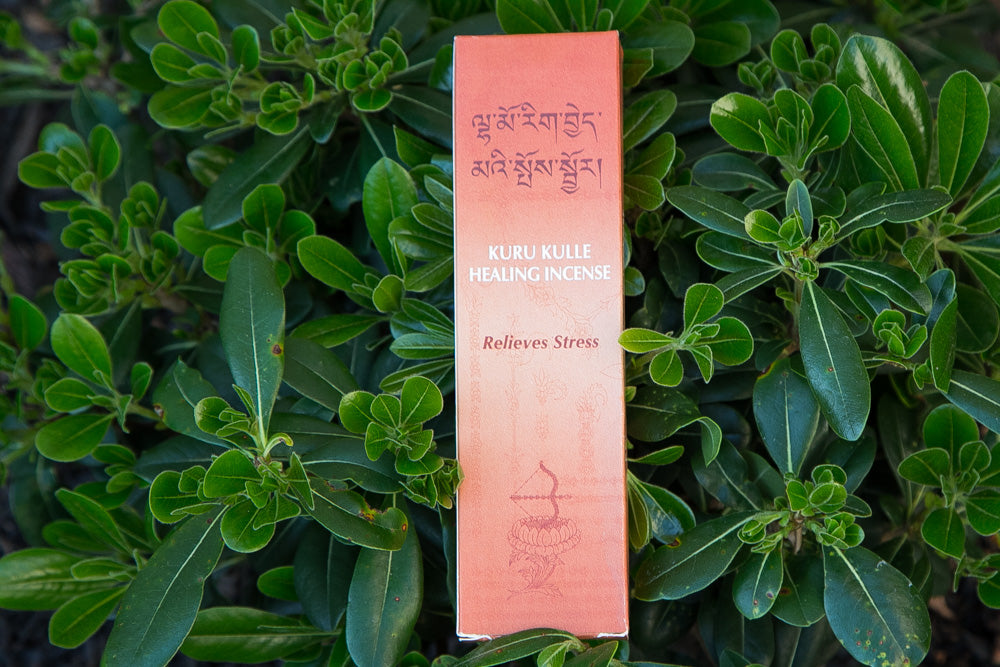 ལྷ་མོ་རིག་བྱེད་
མའི་སྤོས་སྦྱོར།
KURU KULLE
HEALING INCENSE
Relieves Stress